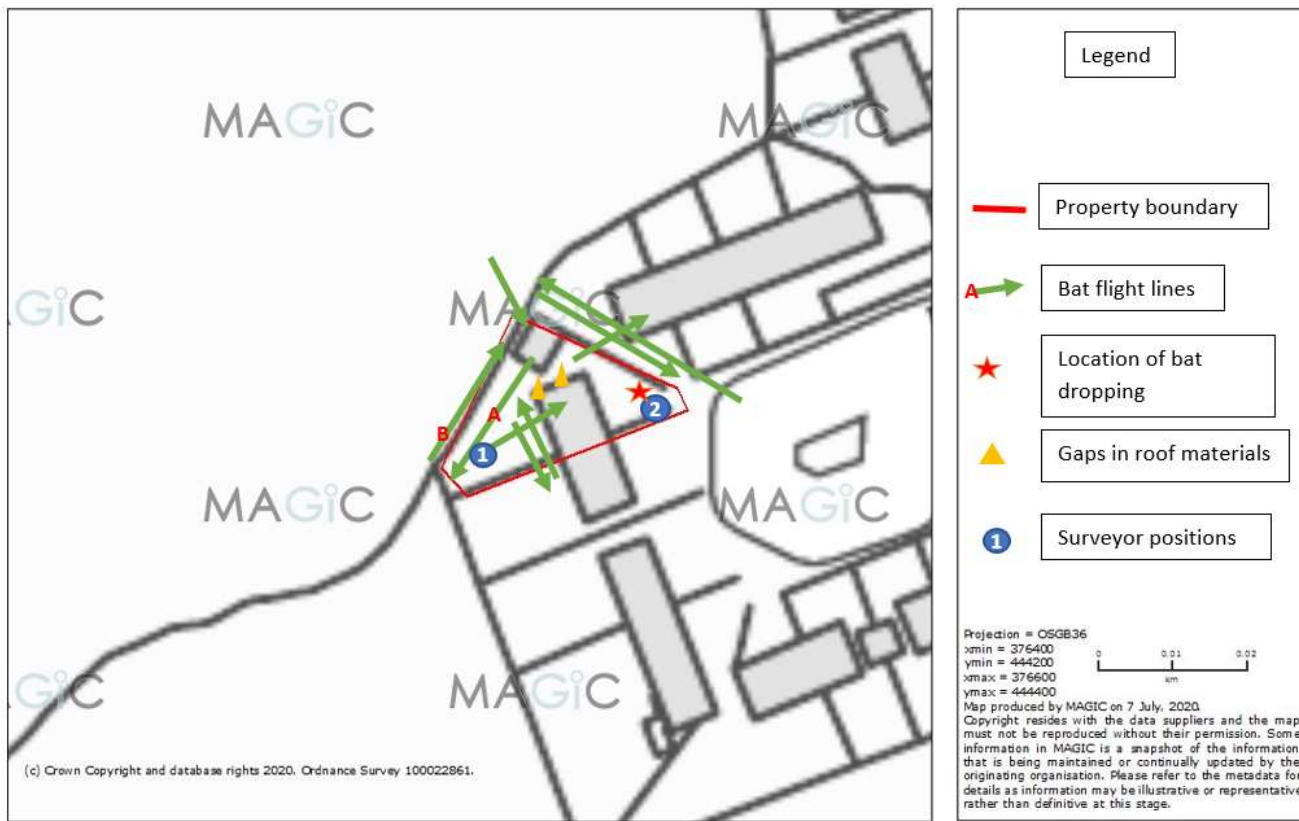 MAGiC
MAGiC
GiC
MAGiC
B
A
1
2
MAGiC
MAGiC
GiC
MAGiC
(c) Crown Copyright and database rights 2020. Ordnance Survey 100022861.
Legend
Property boundary
A
Bat flight lines
Location of bat
dropping
Gaps in roof materials
1
Surveyor positions
Projection = OSGB36
xmin = 376400
ymin = 444200
xmax = 376600
ymax = 444400
0 0.01 0.02
km
Map produced by MAGIC on 7 July, 2020.
Copyright resides with the data suppliers and the map
must not be reproduced without their permission. Some
information in MAGIC is a snapshot of the information
that is being maintained or continually updated by the
originating organisation. Please refer to the metadata for
details as information may be illustrative or representative
rather than definitive at this stage.